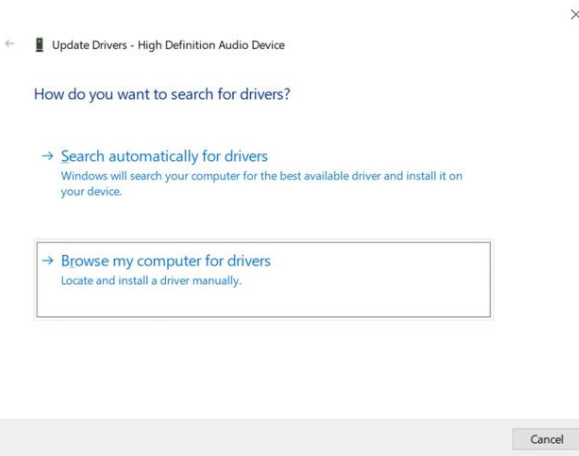 Update Drivers - High Definition Audio Device
How do you want to search for drivers?
Search automatically for drivers
Windows will search your computer for the best available driver and install it on
your device.
Browse my computer for drivers
Locate and install a driver manually.
Cancel